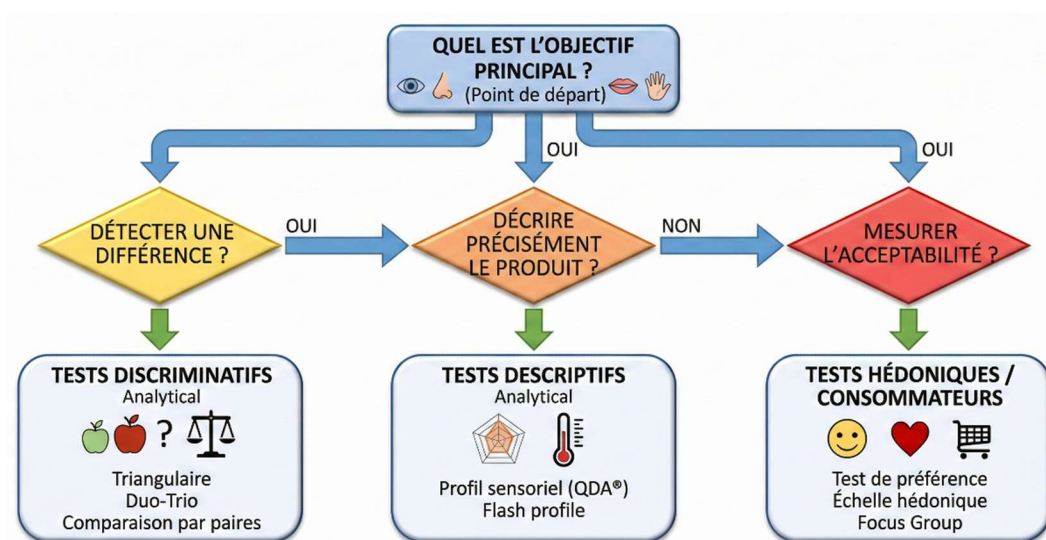 QUEL EST L'OBJECTIF
PRINCIPAL ?
(Point de départ)
OUI
OUI
DÉTECTER UNE
DIFFÉRENCE ?
OUI
DÉCRIRE
PRÉCISÉMENT
LE PRODUIT ?
NON
MESURER
L'ACCEPTABILITÉ ?
TESTS DISCRIMINATIFS
Analytical
?
Triangulaire
Duo-Trio
Comparaison par paires
TESTS DESCRIPTIFS
Analytical
Profil sensoriel (QDA®)
Flash profile
TESTS HÉDONIQUES /
CONSOMMATEURS
Test de préférence
Échelle hédonique
Focus Group